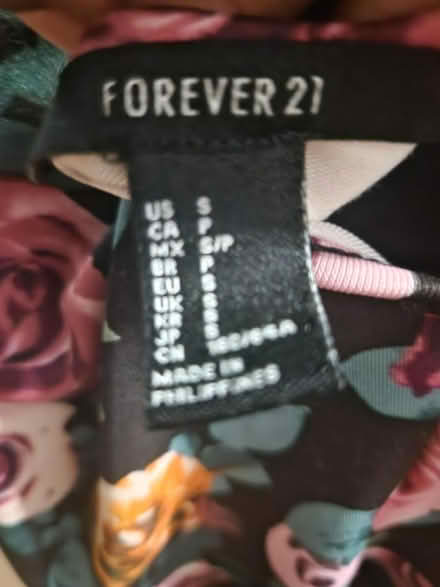 FOREVER 21
US S
CA P
MX S/P
BR P
EU S
UK S
KR S
JP S
CN 160/84A
MADE IN
PHILIPPINES